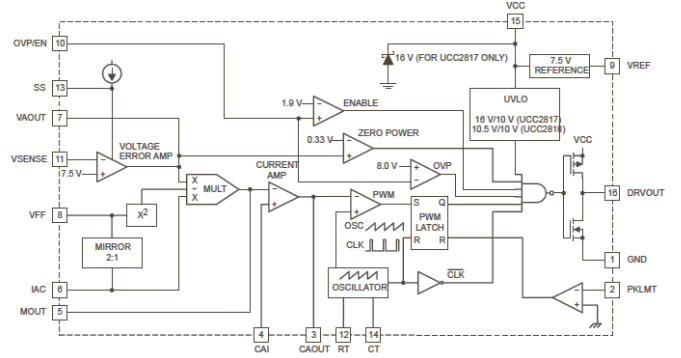 VCC
15
OVP/EN 10
16 V (FOR UCC2817 ONLY)
7.5 V
REFERENCE
9 VREF
SS 13
1.9 V
−
+
ENABLE
UVLO
16 V/10 V (UCC2817)
10.5 V/10 V (UCC2818)
VAOUT 7
0.33 V
−
+
ZERO POWER
VCC
VOLTAGE
ERROR AMP
VSENSE 11
−
7.5 V
+
CURRENT
AMP
8.0 V
+
−
OVP
X
÷
X
MULT
−
+
−
+
PWM
S Q
PWM
LATCH
R R
16 DRVOUT
VFF 8
X2
OSC
CLK
MIRROR
2:1
1 GND
OSCILLATOR
CLK
−
+
2 PKLMT
IAC 6
MOUT 5
4 3 12 14
CAI CAOUT RT CT